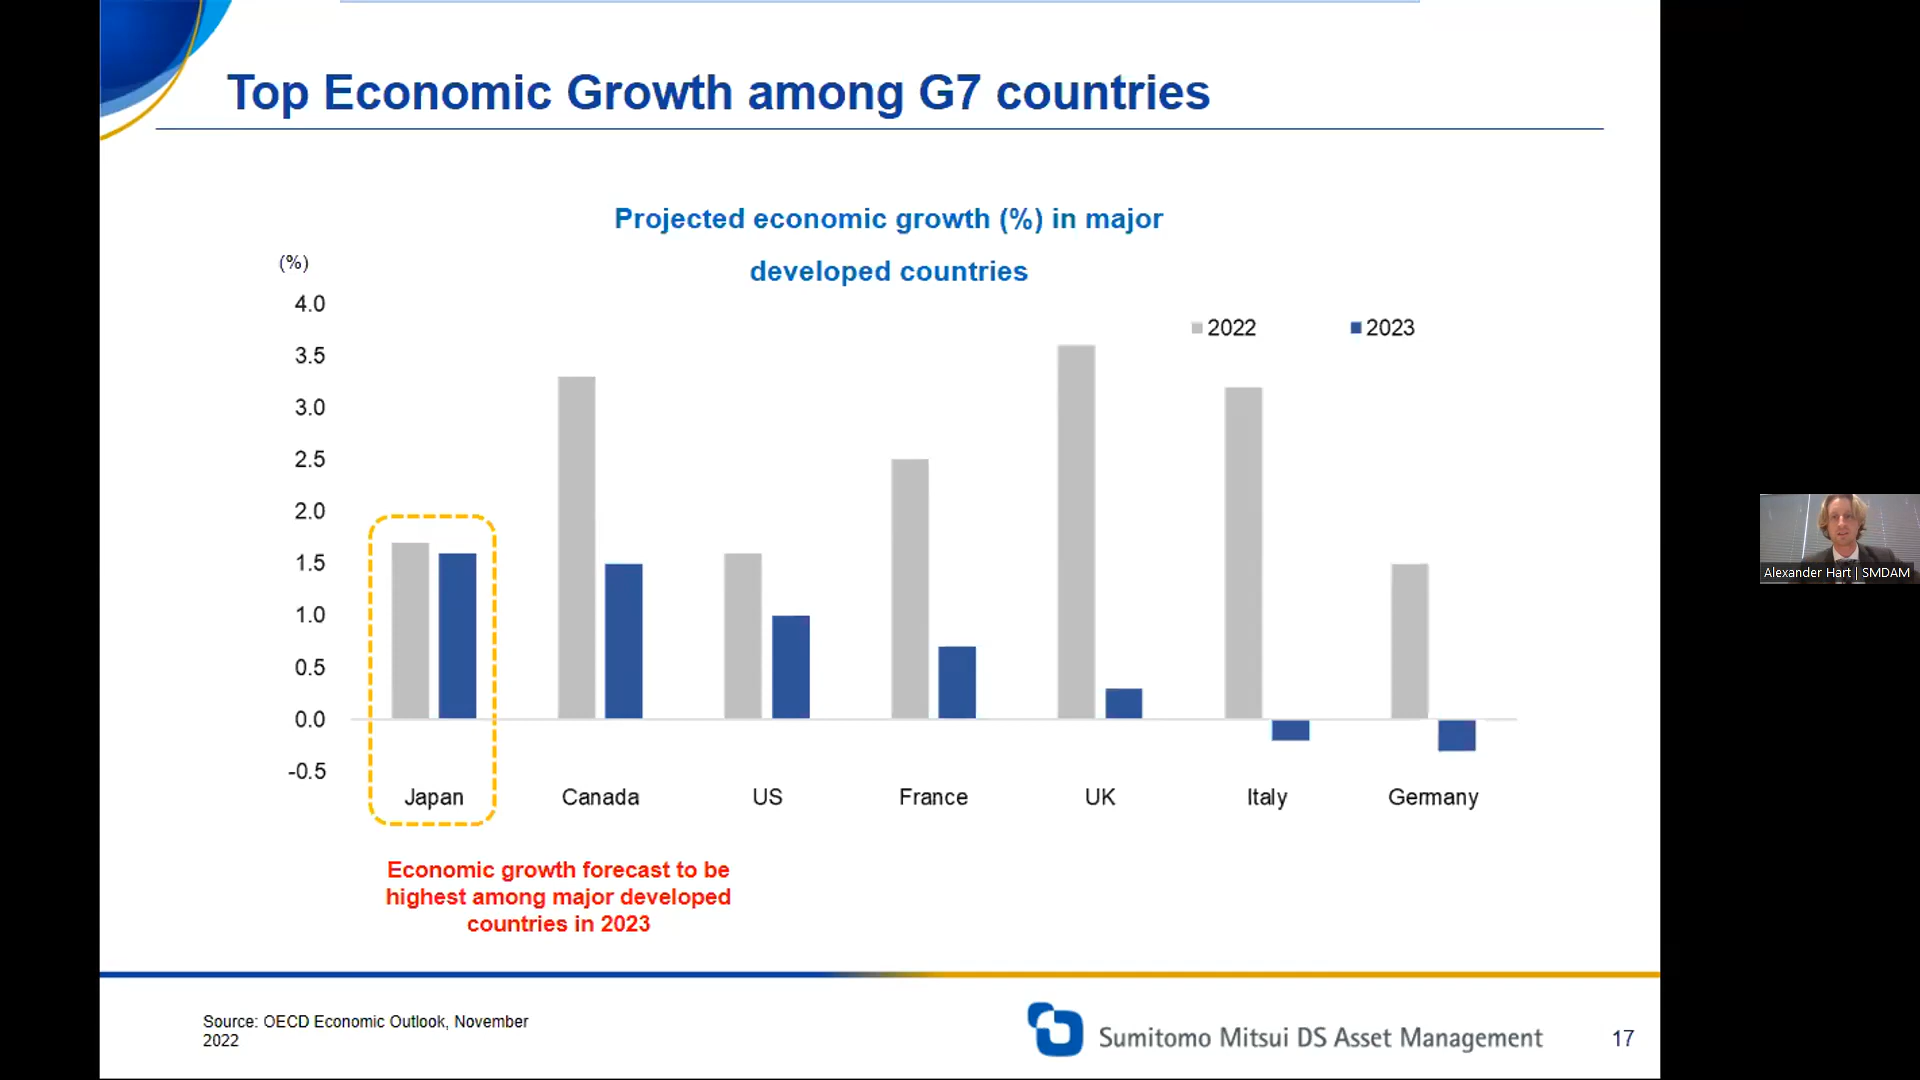 Top Economic Growth among G7 countries
Projected economic growth (%) in major
developed countries
(%)
4.0
3.5
3.0
2.5
2.0
1.5
1.0
0.5
0.0
-0.5
2022
2023
Japan
Canada
US
France
UK
Italy
Germany
Economic growth forecast to be
highest among major developed
countries in 2023
Source: OECD Economic Outlook, November
2022
Sumitomo Mitsui DS Asset Management
17
Alexander Hart | SMDAM